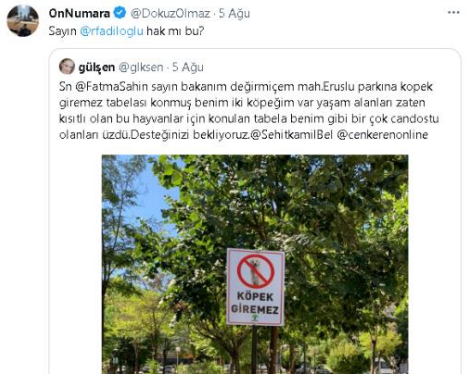 OnNumara @DokuzOlmaz · 5 Ağu
Sayın @rfadiloglu hak mı bu?
gülşen @glksen · 5 Ağu
Sn @FatmaSahin sayın bakanım değirmiçem mah.Eruslu parkına kopek
giremez tabelası konmuş benim iki köpeğim var yaşam alanları zaten
kısıtlı olan bu hayvanlar için konulan tabela benim gibi bir çok candostu
olanları üzdü.Desteğinizi bekliyoruz.@SehitkamilBel @cenkerenonline
KÖPEK
GİREMEZ